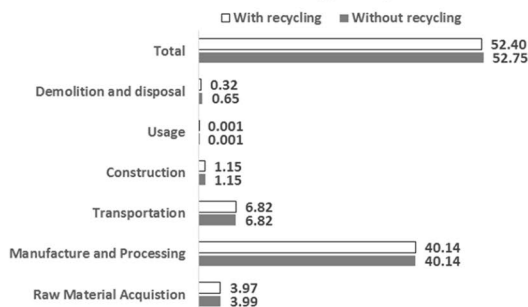 With recycling Without recycling
Total 52.40
52.75
Demolition and disposal 0.32
0.65
Usage 0.001
0.001
Construction 1.15
1.15
Transportation 6.82
6.82
Manufacture and Processing 40.14
40.14
Raw Material Acquistion 3.97
3.99